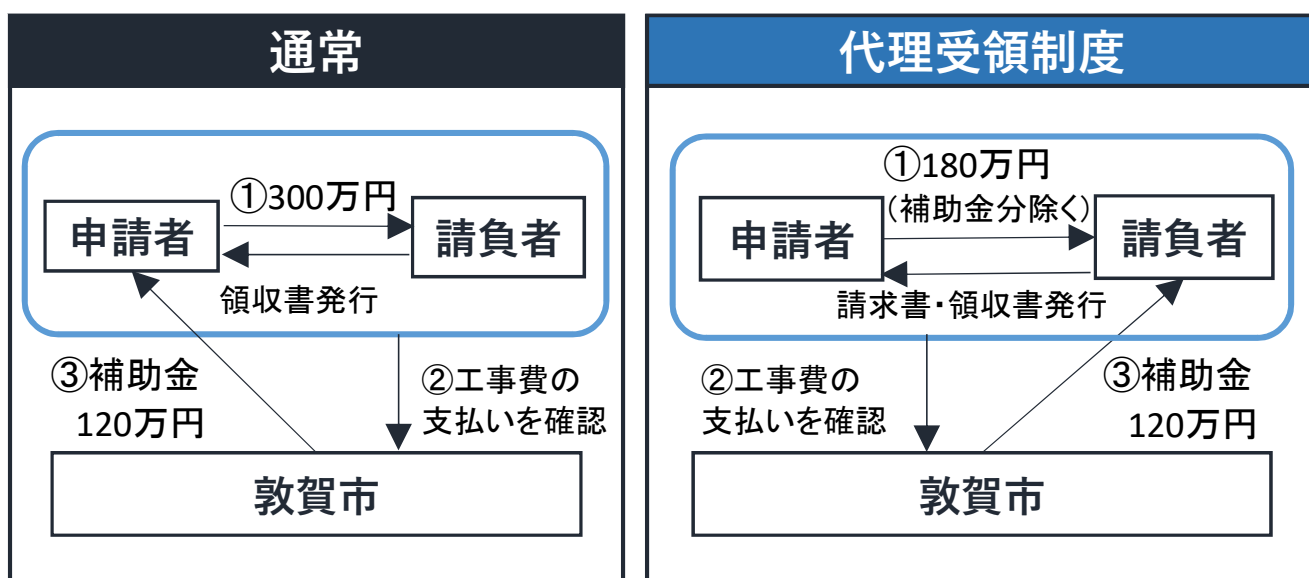 通常
①300万円
申請者
請負者
領収書発行
③補助金
120万円
②工事費の
支払いを確認
敦賀市
代理受領制度
①180万円
(補助金分除く)
申請者
請負者
請求書・領収書発行
②工事費の
支払いを確認
③補助金
120万円
敦賀市